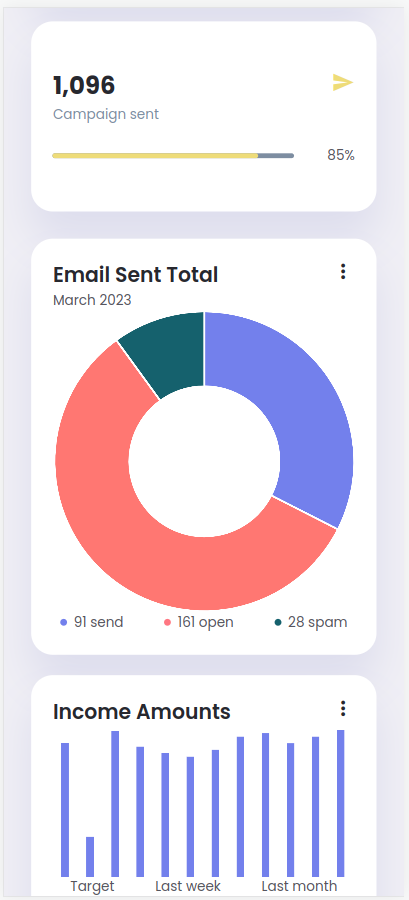 1,096
Campaign sent
85%
Email Sent Total
March 2023
91 send
161 open
28 spam
Income Amounts
Target
Last week
Last month